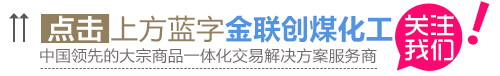 点击上方蓝字金联创煤化工
中国领先的大宗商品一体化交易解决方案服务商
关注
我们!